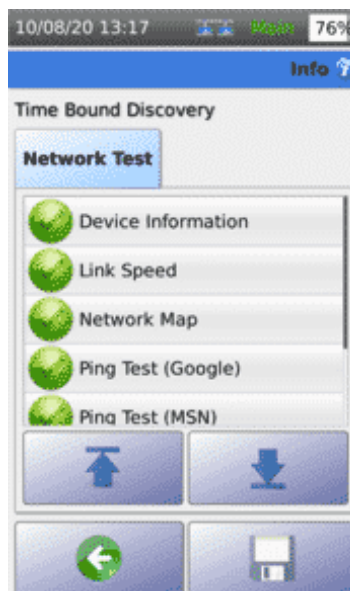 10/08/20 13:17 Main 76%
Info ?
Time Bound Discovery
Network Test
Device Information
Link Speed
Network Map
Ping Test (Google)
Ping Test (MSN)